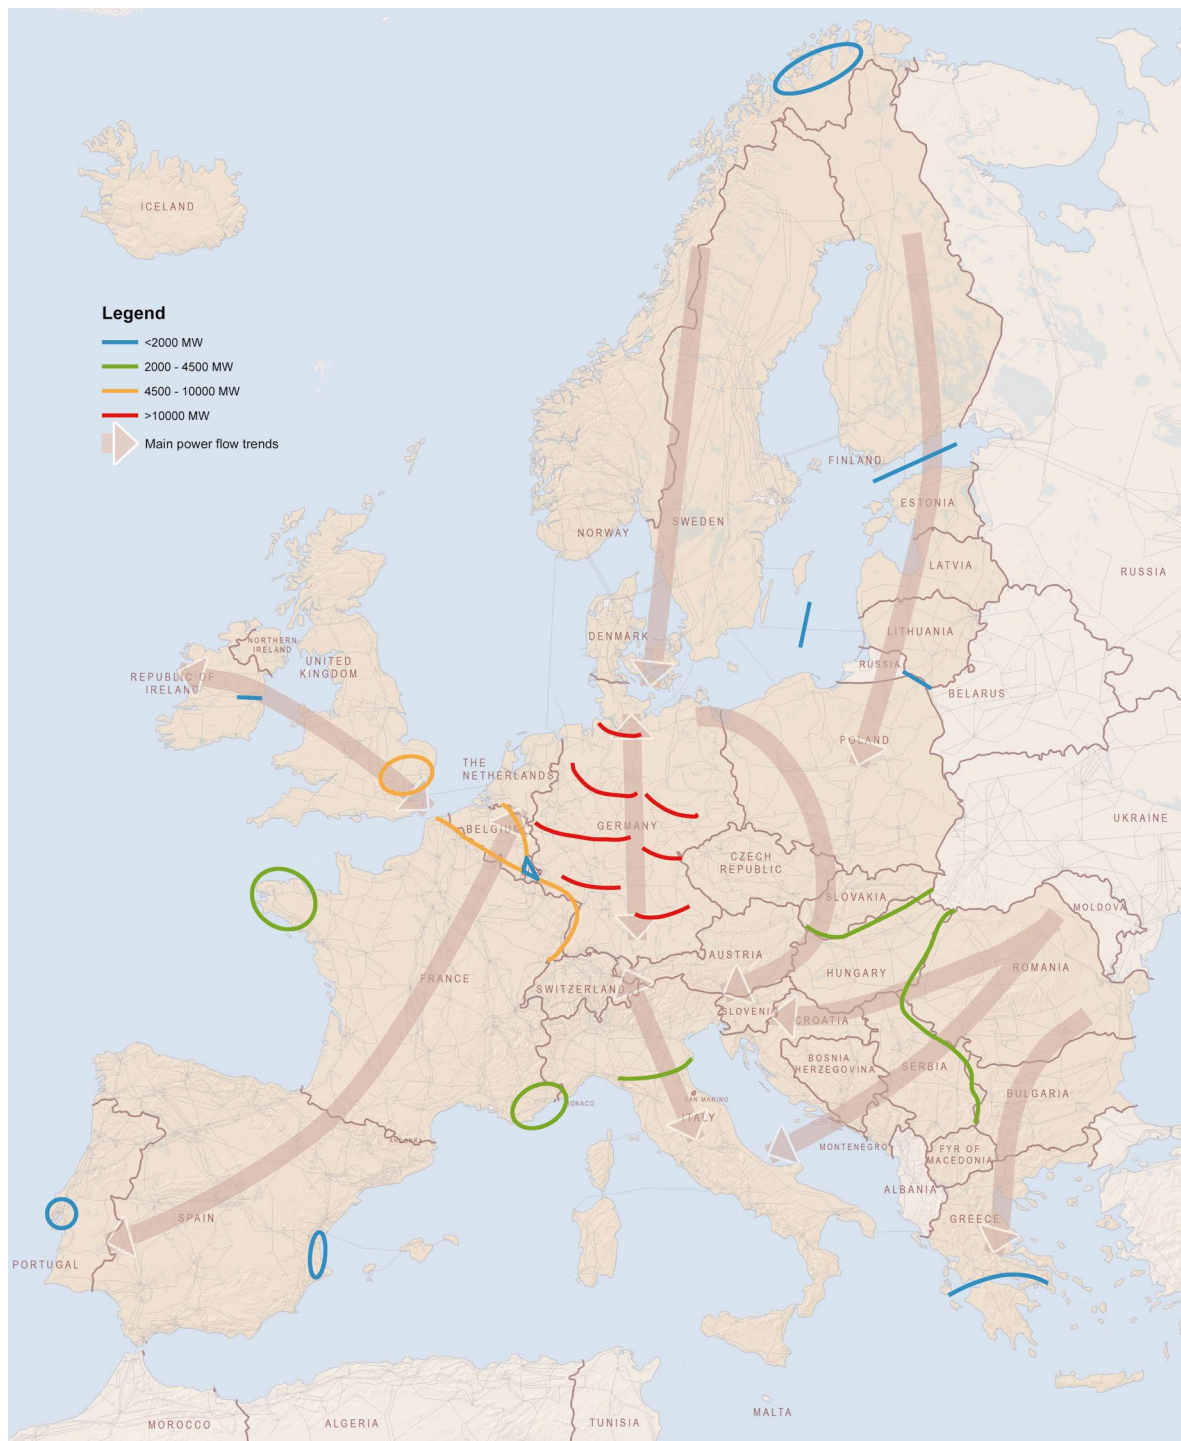 ICELAND
Legend
<2000 MW
2000 - 4500 MW
4500 - 10000 MW
>10000 MW
Main power flow trends
FINLAND
ESTONIA
NORWAY
SWEDEN
LATVIA
RUSSIA
DENMARK
LITHUANIA
NORTHERN
IRELAND
UNITED
KINGDOM
RUSSIA
REPUBLIC OF
IRELAND
BELARUS
POLAND
THE
NETHERLANDS
UKRAINE
BELGIUM
GERMANY
CZECH
REPUBLIC
SLOVAKIA
MOLDOVA
AUSTRIA
FRANCE
HUNGARY
ROMANIA
SWITZERLAND
SLOVENIA
CROATIA
BOSNIA
HERZEGOVINA
SERBIA
BULGARIA
MONACO
SAN MARINO
ITALY
ANDORRA
MONTENEGRO
FYR OF
MACEDONIA
ALBANIA
SPAIN
GREECE
PORTUGAL
MALTA
MOROCCO
ALGERIA
TUNISIA